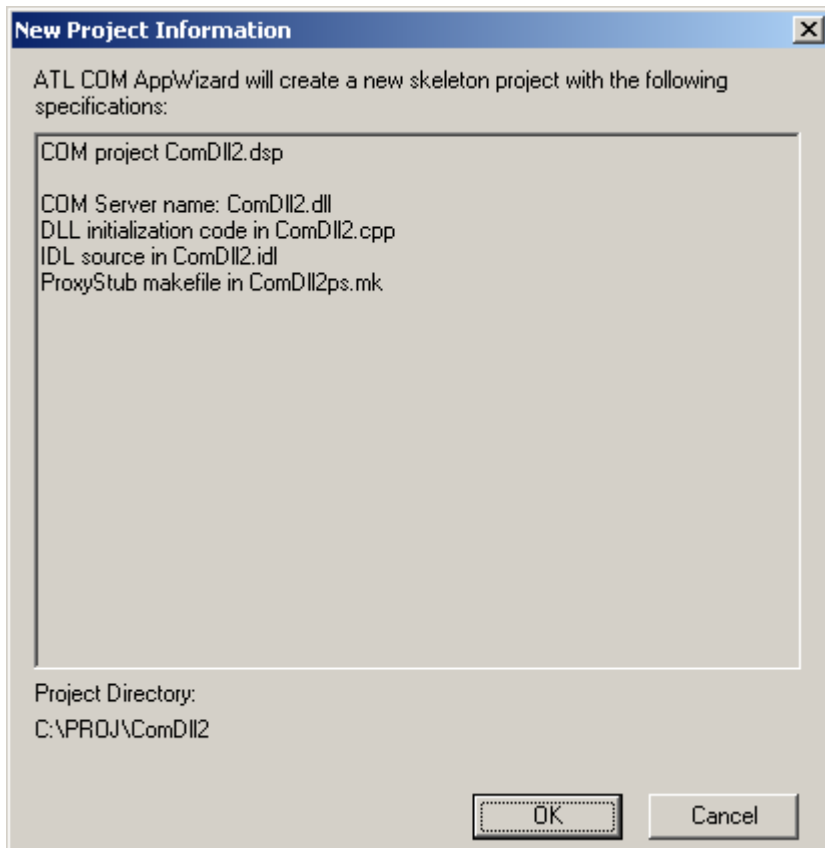 New Project Information
ATL COM AppWizard will create a new skeleton project with the following
specifications:
COM project ComDll2.dsp
COM Server name: ComDll2.dll
DLL initialization code in ComDll2.cpp
IDL source in ComDll2.idl
ProxyStub makefile in ComDll2ps.mk
Project Directory:
C:\PROJ\ComDll2
OK
Cancel